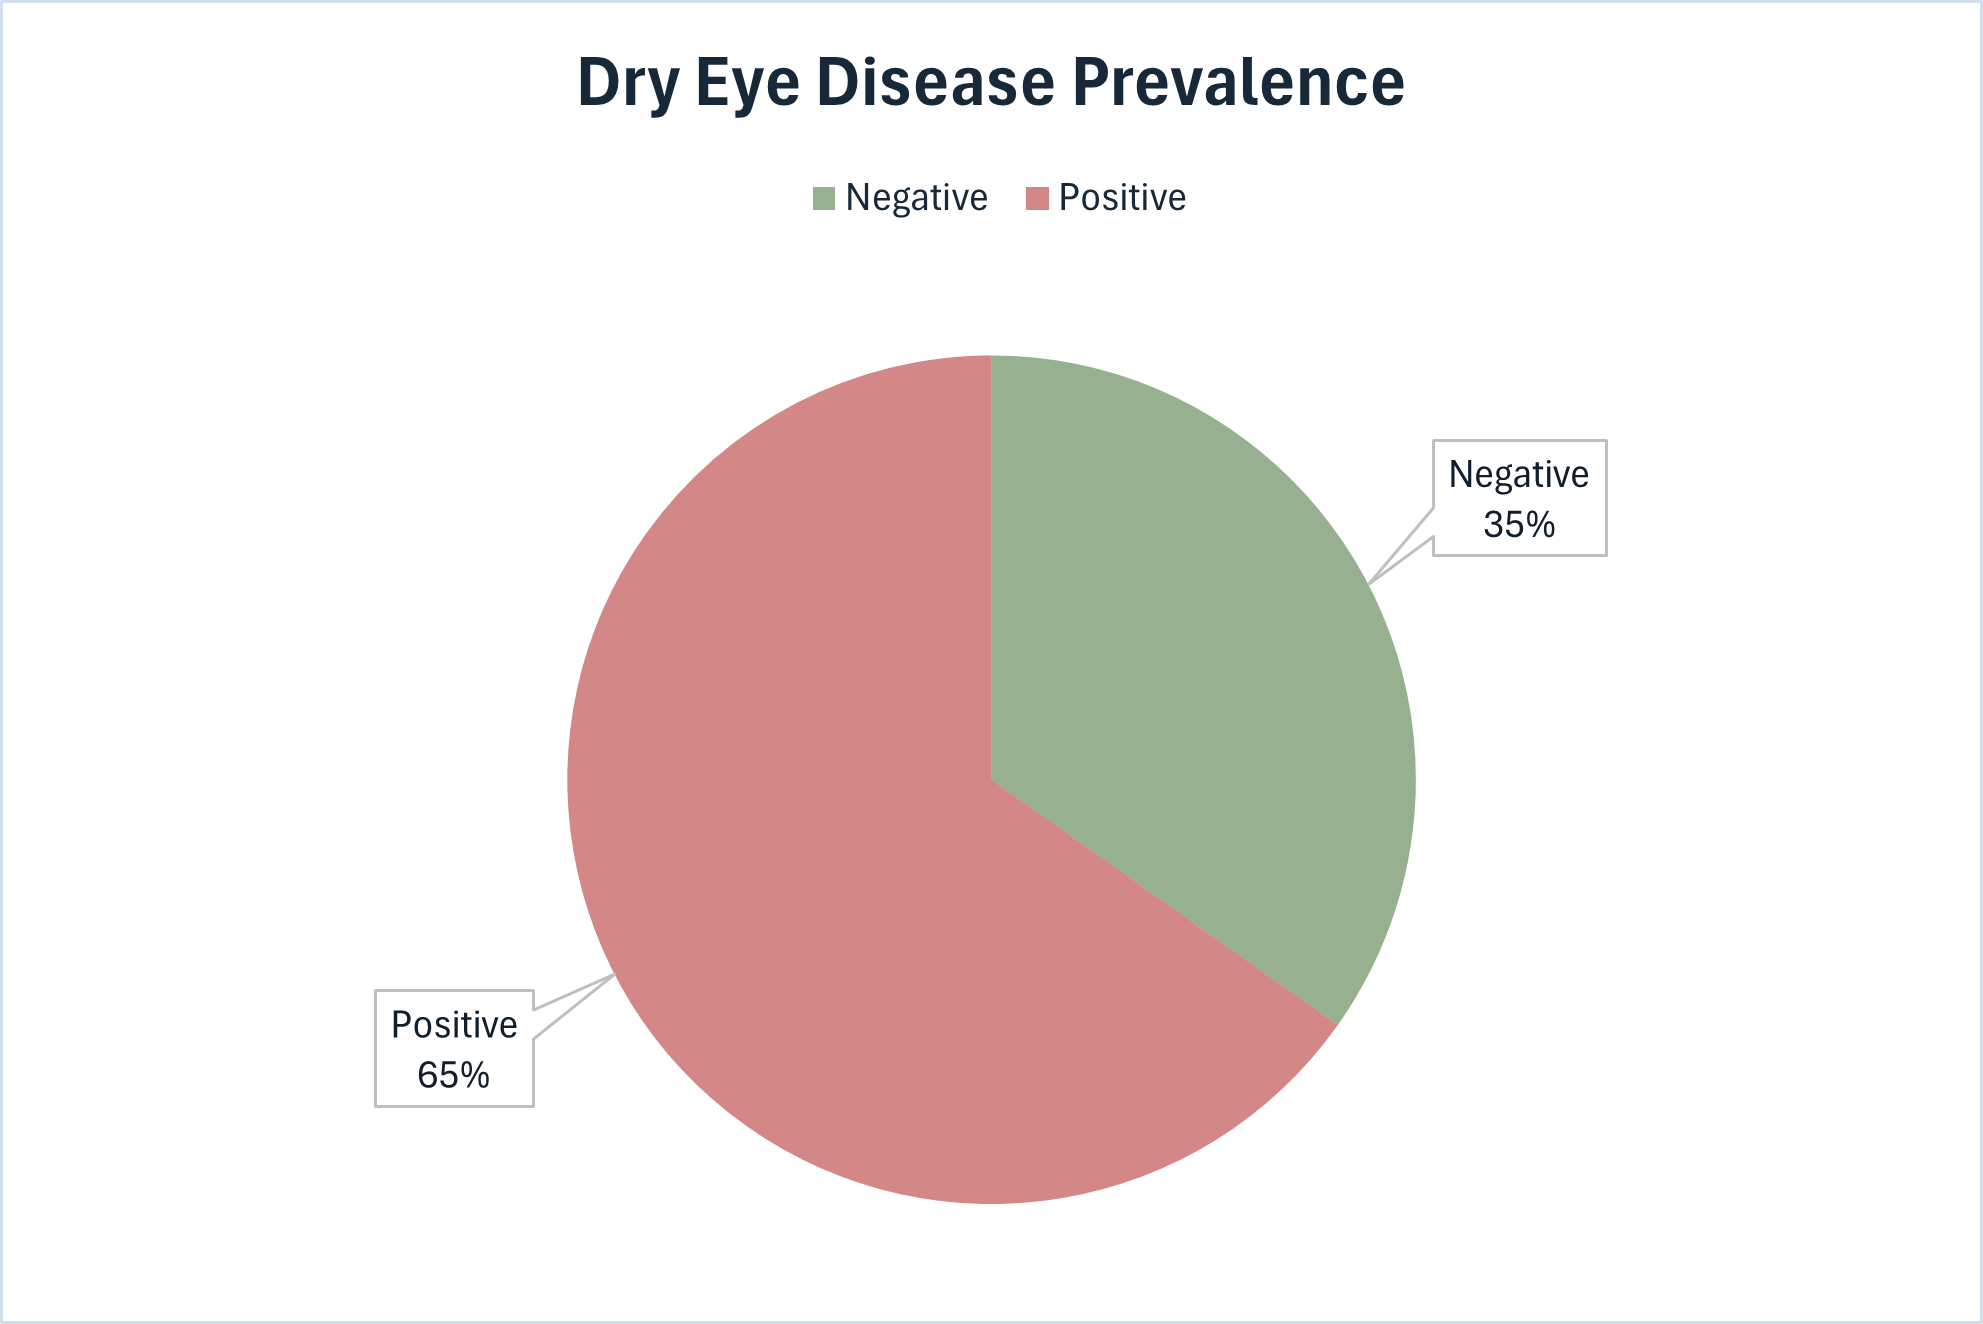 Dry Eye Disease Prevalence
Negative Positive
Negative
35%
Positive
65%